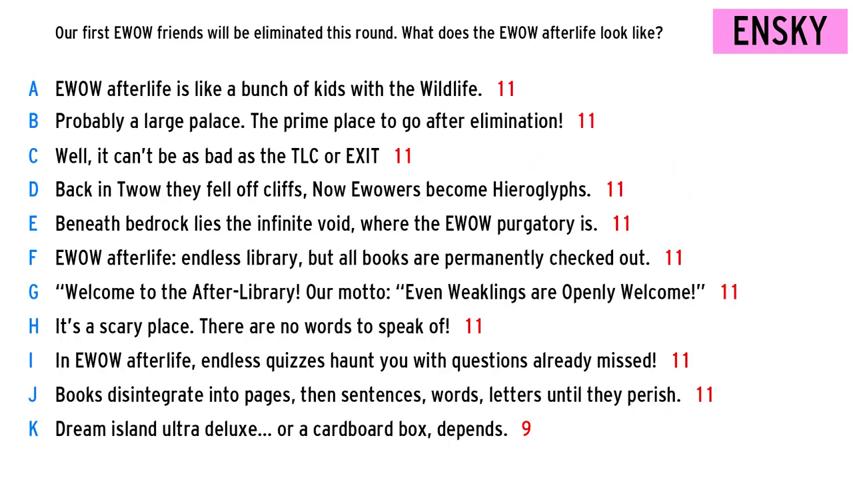 Our first EWOW friends will be eliminated this round. What does the EWOW afterlife look like?
ENSKY
A EWOW afterlife is like a bunch of kids with the Wildlife. 11
B Probably a large palace. The prime place to go after elimination! 11
C Well, it can't be as bad as the TLC or EXIT 11
D Back in Twow they fell off cliffs, Now Ewowers become Hieroglyphs. 11
E Beneath bedrock lies the infinite void, where the EWOW purgatory is. 11
F EWOW afterlife: endless library, but all books are permanently checked out. 11
G “Welcome to the After-Library! Our motto: “Even Weaklings are Openly Welcome!” 11
H It's a scary place. There are no words to speak of! 11
I In EWOW afterlife, endless quizzes haunt you with questions already missed! 11
J Books disintegrate into pages, then sentences, words, letters until they perish. 11
K Dream island ultra deluxe... or a cardboard box, depends. 9